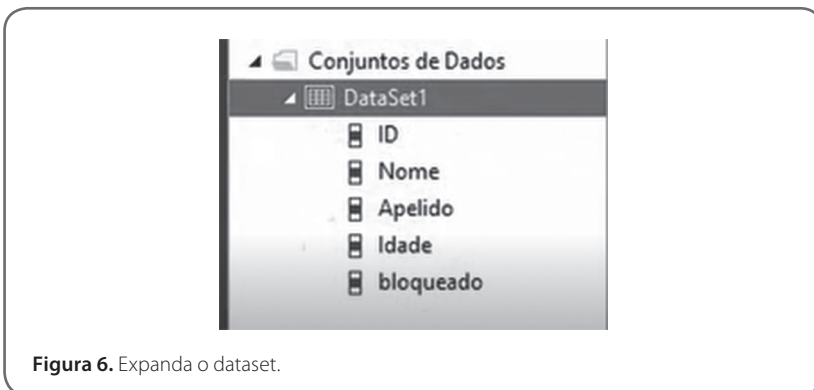 Conjuntos de Dados
DataSet1
ID
Nome
Apelido
Idade
bloqueado
Figura 6. Expanda o dataset.